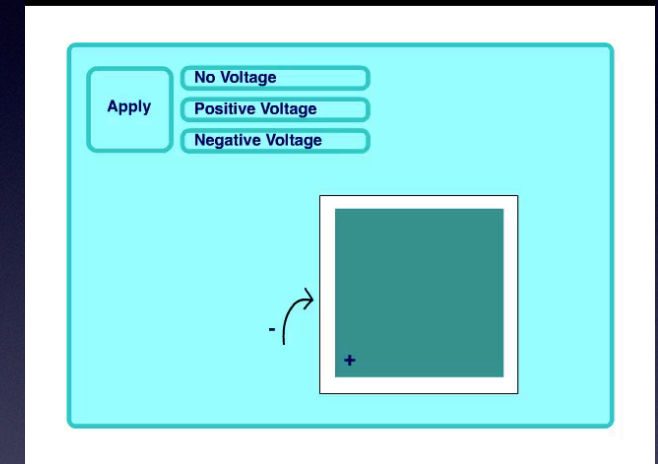 No Voltage
Apply
Positive Voltage
Negative Voltage
-
+